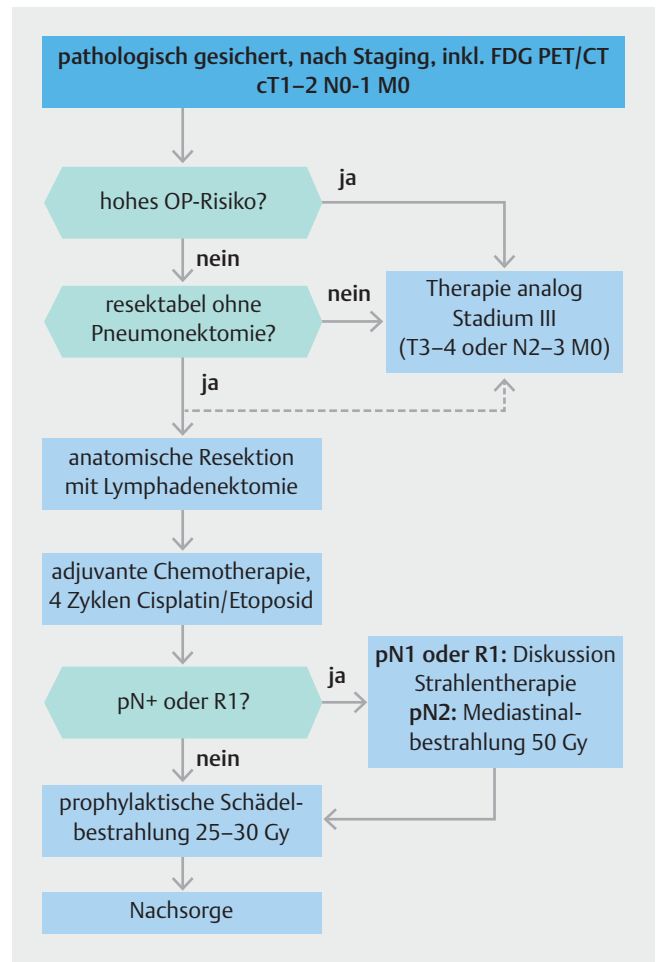 pathologisch gesichert, nach Staging, inkl. FDG PET/CT
cT1–2 N0-1 M0
hohes OP-Risiko?
ja
nein
resektabel ohne
Pneumonektomie?
nein
Therapie analog
Stadium III
(T3–4 oder N2–3 M0)
ja
anatomische Resektion
mit Lymphadenektomie
adjuvante Chemotherapie,
4 Zyklen Cisplatin/Etoposid
pN+ oder R1?
ja
pN1 oder R1: Diskussion
Strahlentherapie
pN2: Mediastinal-
bestrahlung 50 Gy
nein
prophylaktische Schädel-
bestrahlung 25–30 Gy
Nachsorge